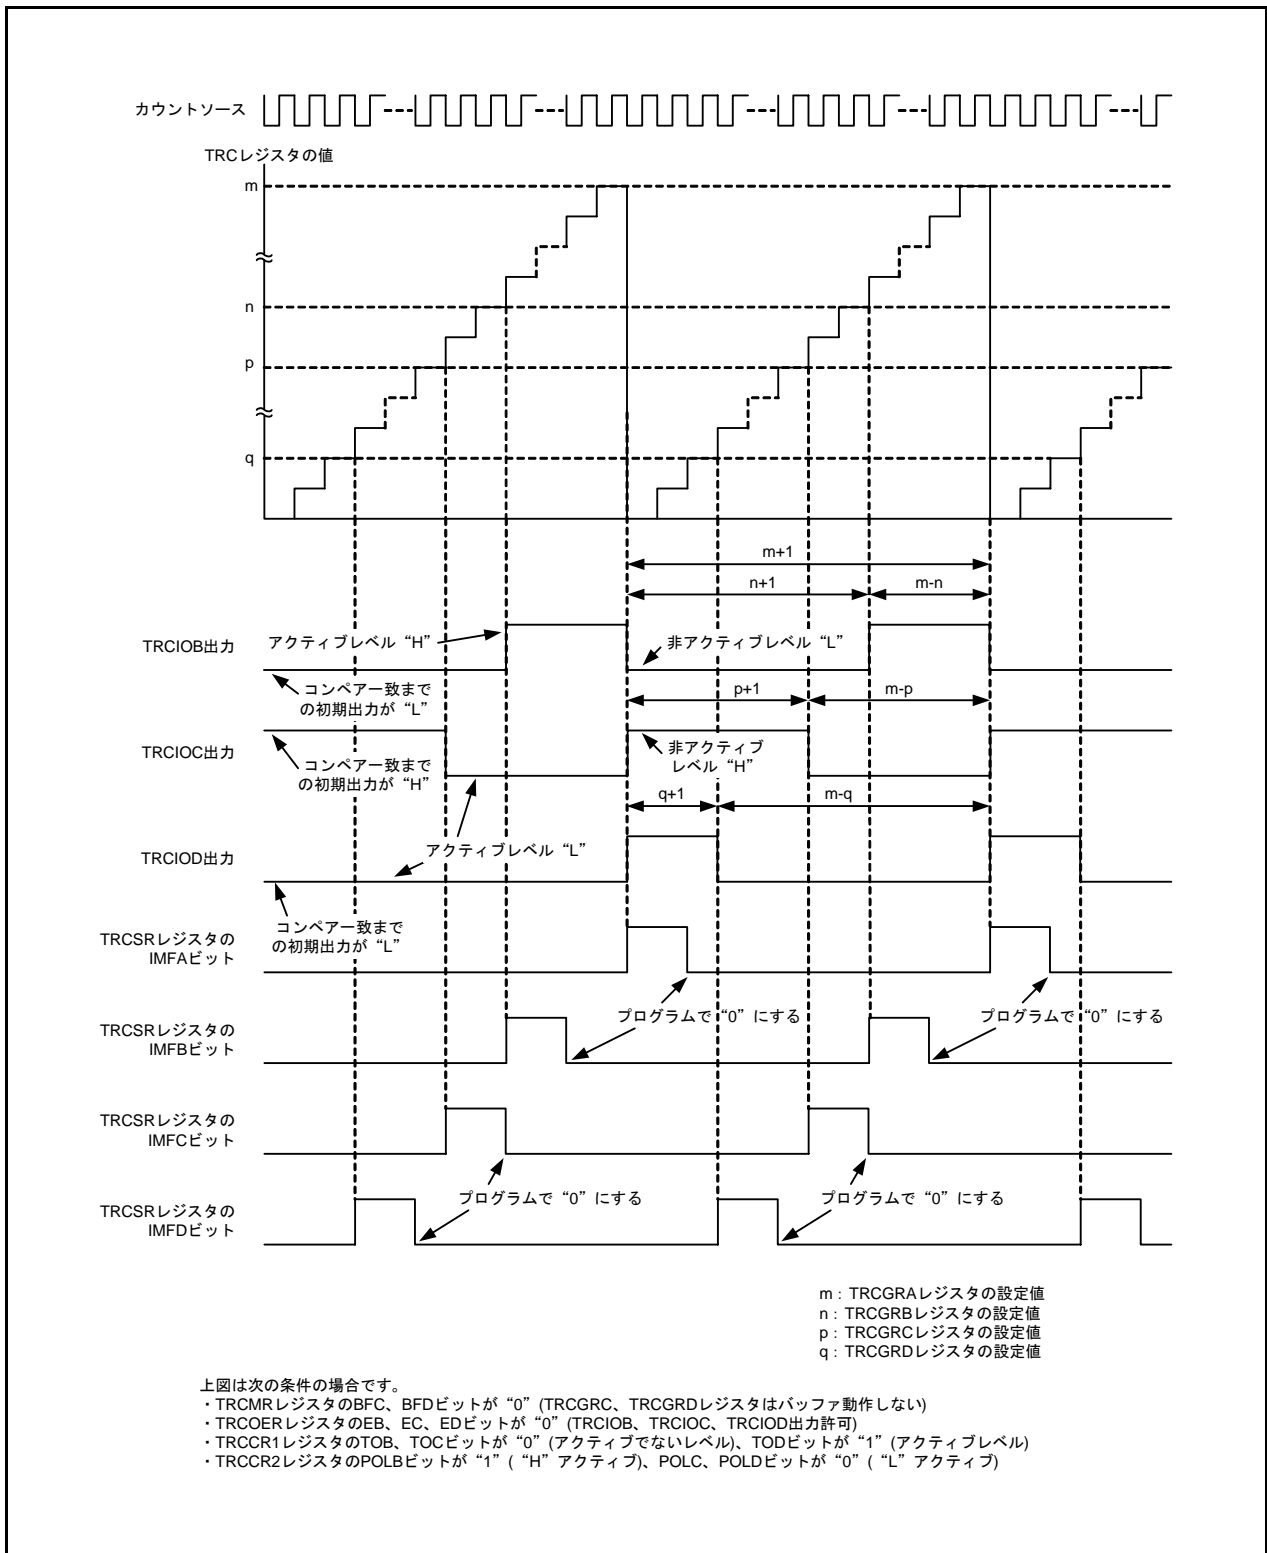 カウントソース
TRCレジスタの値
m
n
p
q
m+1
n+1
m-n
TRCIOB出力
アクティブレベル“H”
非アクティブレベル“L”
コンペア一致まで
の初期出力が“L”
p+1
m-p
TRCIOC出力
コンペア一致まで
の初期出力が“H”
非アクティブ
レベル“H”
q+1
m-q
TRCIOD出力
アクティブレベル“L”
コンペア一致まで
の初期出力が“L”
TRCSRレジスタの
IMFAビット
プログラムで“0”にする
プログラムで“0”にする
TRCSRレジスタの
IMFBビット
TRCSRレジスタの
IMFCビット
プログラムで“0”にする
プログラムで“0”にする
TRCSRレジスタの
IMFDビット
m：TRCGRAレジスタの設定値
n：TRCGRBレジスタの設定値
p：TRCGRCレジスタの設定値
q：TRCGRDレジスタの設定値
上図は次の条件の場合です。
・TRCMRレジスタのBFC、BFDビットが“0”(TRCGRC、TRCGRDレジスタはバッファ動作しない)
・TRCOERレジスタのEB、EC、EDビットが“0”(TRCIOB、TRCIOC、TRCIOD出力許可)
・TRCCR1レジスタのTOB、TOCビットが“0”(アクティブでないレベル)、TODビットが“1”(アクティブレベル)
・TRCCR2レジスタのPOLBビットが“1”(“H”アクティブ)、POLC、POLDビットが“0”(“L”アクティブ)